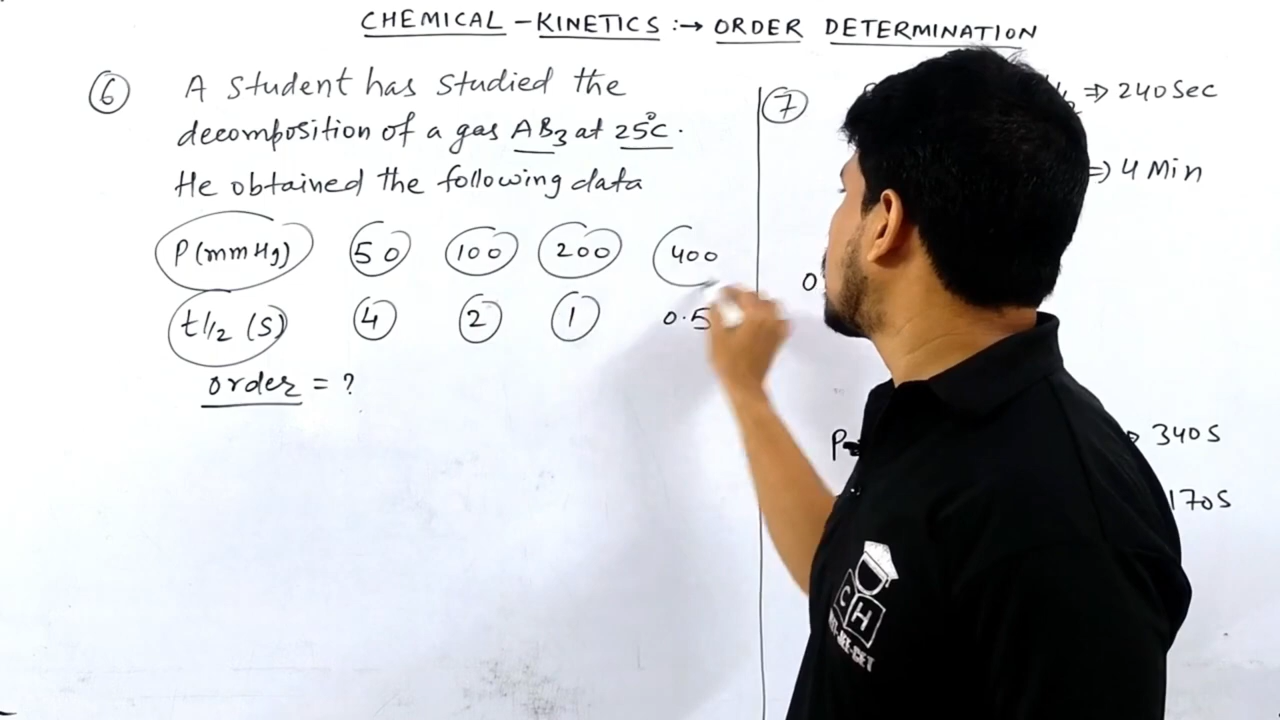 CHEMICAL - KINETICS :→ ORDER DETERMINATION
⑥ A student has studied the
decomposition of a gas AB₃ at 25°C.
He obtained the following data
P(mmHg) 50 100 200 400
t1/2 (s) 4 2 1 0.5
order = ?
⑦ ⇒ 240 Sec
⇒ 4 Min
0
P 340 S
170 S
CH